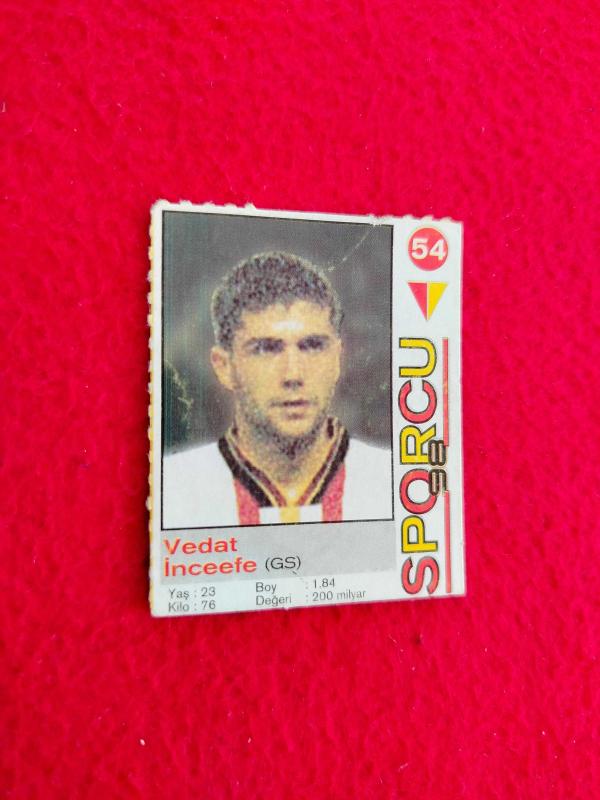 54
SPORCU
98
Vedat
İnceefe (GS)
Yaş : 23 Boy : 1.84
Kilo : 76 Değeri : 200 milyar